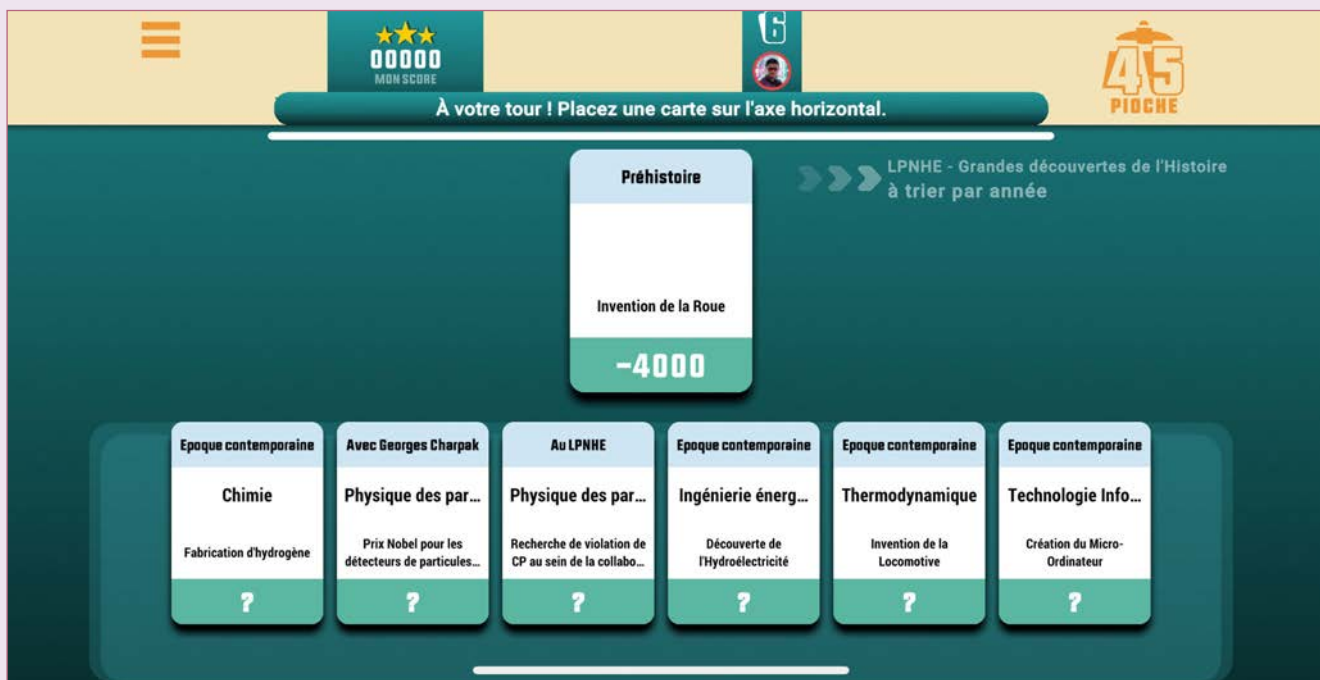 6
00000
MON SCORE
45
PIOCHE
À votre tour ! Placez une carte sur l'axe horizontal.
LPNHE - Grandes découvertes de l'Histoire
à trier par année
Préhistoire
Invention de la Roue
-4000
Epoque contemporaine
Chimie
Fabrication d'hydrogène
?
Avec Georges Charpak
Physique des par...
Prix Nobel pour les
détecteurs de particules...
?
Au LPNHE
Physique des par...
Recherche de violation de
CP au sein de la collabo...
?
Epoque contemporaine
Ingénierie énerg...
Découverte de
l'Hydroélectricité
?
Epoque contemporaine
Thermodynamique
Invention de la
Locomotive
?
Epoque contemporaine
Technologie Info...
Création du Micro-
Ordinateur
?